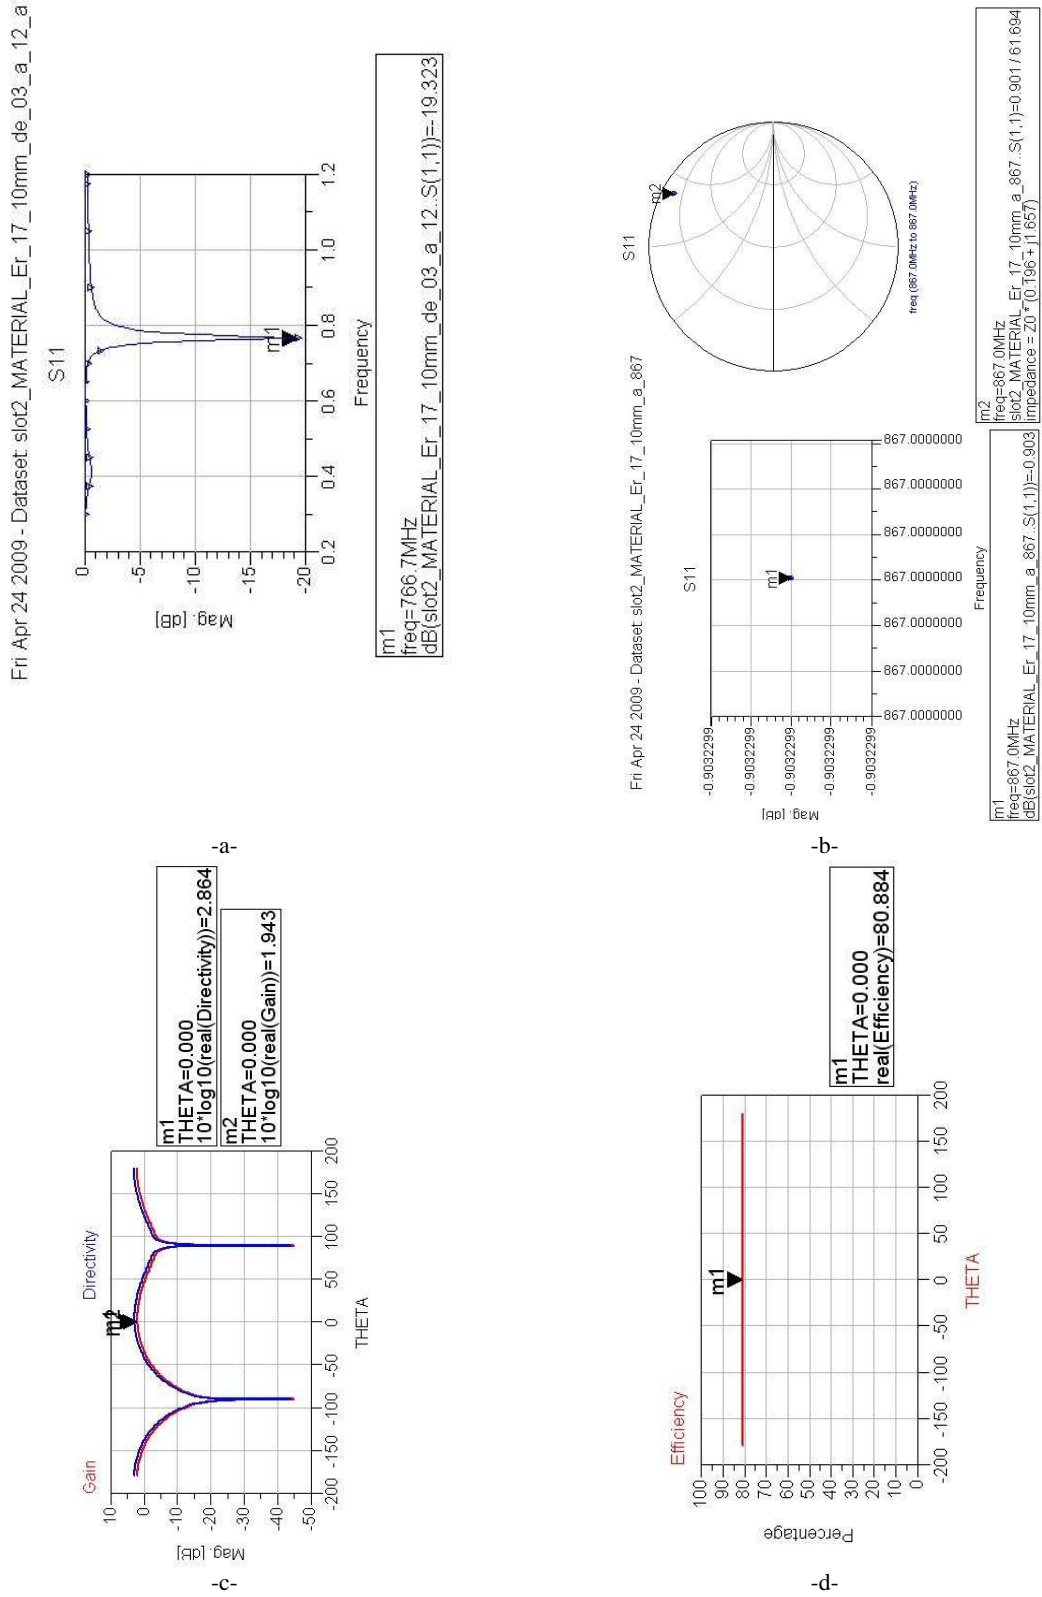 Fri Apr 24 2009 - Dataset: slot2_MATERIAL_Er_17_10mm_de_03_a_12_a
S11
0
-5
-10
-15
-20
Mag. [dB]
m1
0.2
0.4
0.6
0.8
1.0
1.2
Frequency
m1
freq=766.7MHz
dB(slot2_MATERIAL_Er_17_10mm_de_03_a_12..S(1,1))=-19.323
-a-
Fri Apr 24 2009 - Dataset: slot2_MATERIAL_Er_17_10mm_a_867
S11
-0.9032299
-0.9032299
-0.9032299
-0.9032299
-0.9032299
Mag. [dB]
m1
867.0000000
867.0000000
867.0000000
867.0000000
867.0000000
867.0000000
867.0000000
Frequency
m1
freq=867.0MHz
dB(slot2_MATERIAL_Er_17_10mm_a_867..S(1,1))=-0.903
S11
m2
freq (867.0MHz to 867.0MHz)
m2
freq=867.0MHz
slot2_MATERIAL_Er_17_10mm_a_867..S(1,1)=0.901 / 61.694
impedance = Z0 * (0.196 + j1.657)
-b-
Gain
Directivity
10
0
-10
-20
-30
-40
-50
Mag. [dB]
m2
-200
-150
-100
-50
0
50
100
150
200
THETA
m1
THETA=0.000
10*log10(real(Directivity))=2.864
m2
THETA=0.000
10*log10(real(Gain))=1.943
-c-
Efficiency
100
90
80
70
60
50
40
30
20
10
0
Percentage
m1
-200
-150
-100
-50
0
50
100
150
200
THETA
m1
THETA=0.000
real(Efficiency)=80.884
-d-